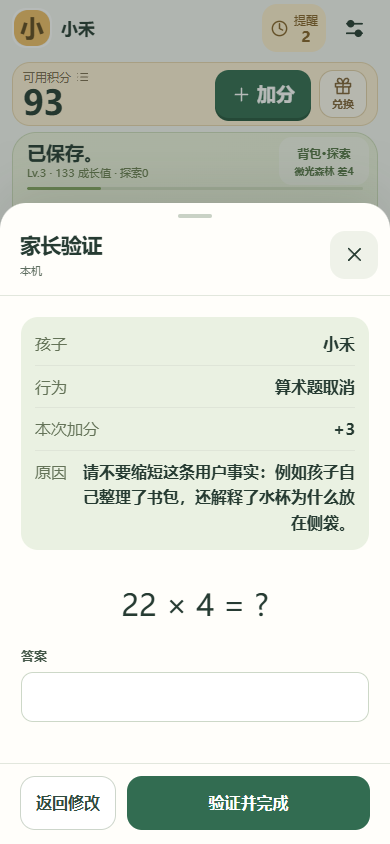 小
小禾
提醒
2
可用积分
93
加分
兑换
已保存。
Lv.3 · 133 成长值 · 探索0
背包•探索
微光森林 差4
家长验证
本机
孩子
小禾
行为
算术题取消
本次加分
+3
原因
请不要缩短这条用户事实：例如孩子自
己整理了书包，还解释了水杯为什么放
在侧袋。
22 × 4 = ?
答案
返回修改
验证并完成